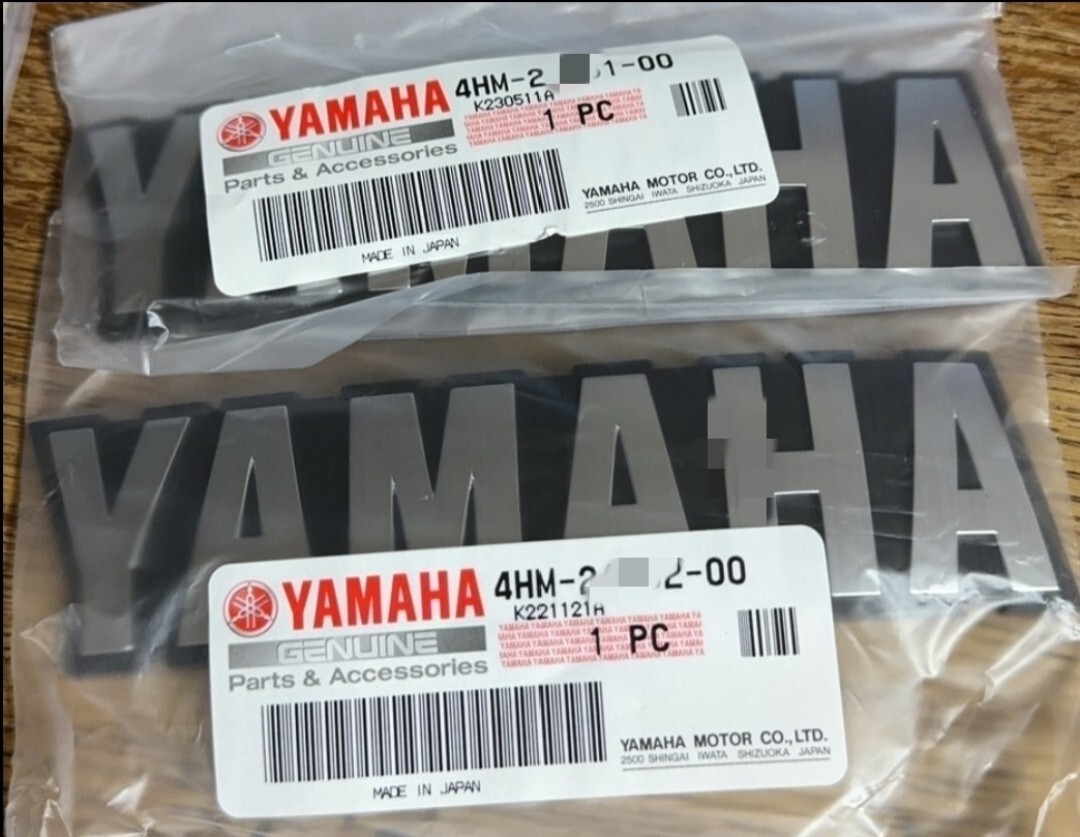 YAMAHA
GENUINE
Parts & Accessories
4HM-2 1-00
K230511A
1 PC
YAMAHA MOTOR CO.,LTD.
2500 SHINGAI IWATA SHIZUOKA JAPAN
MADE IN JAPAN
YAMAHA
YAMAHA
YAMAHA
GENUINE
Parts & Accessories
4HM-2 2-00
K221121A
1 PC
YAMAHA MOTOR CO.,LTD.
2500 SHINGAI IWATA SHIZUOKA JAPAN
MADE IN JAPAN